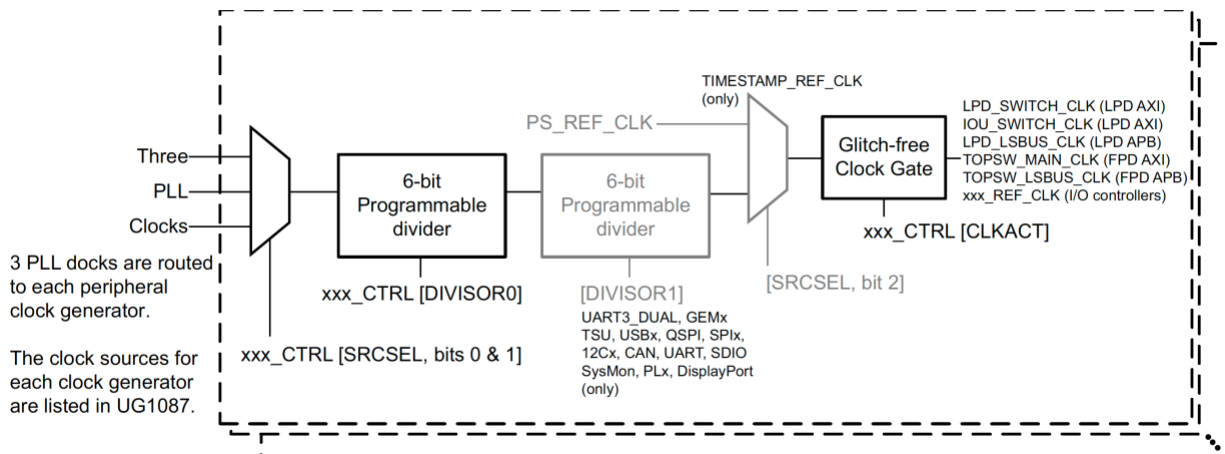 TIMESTAMP_REF_CLK
(only)
PS_REF_CLK
Three
PLL
Clocks
3 PLL docks are routed
to each peripheral
clock generator.
The clock sources for
each clock generator
are listed in UG1087.
6-bit
Programmable
divider
xxx_CTRL [DIVISOR0]
xxx_CTRL [SRCSEL, bits 0 & 1]
6-bit
Programmable
divider
[DIVISOR1]
UART3_DUAL, GEMx
TSU, USBx, QSPI, SPIx,
12Cx, CAN, UART, SDIO
SysMon, PLx, DisplayPort
(only)
[SRCSEL, bit 2]
Glitch-free
Clock Gate
xxx_CTRL [CLKACT]
LPD_SWITCH_CLK (LPD AXI)
IOU_SWITCH_CLK (LPD AXI)
LPD_LSBUS_CLK (LPD APB)
TOPSW_MAIN_CLK (FPD AXI)
TOPSW_LSBUS_CLK (FPD APB)
xxx_REF_CLK (I/O controllers)